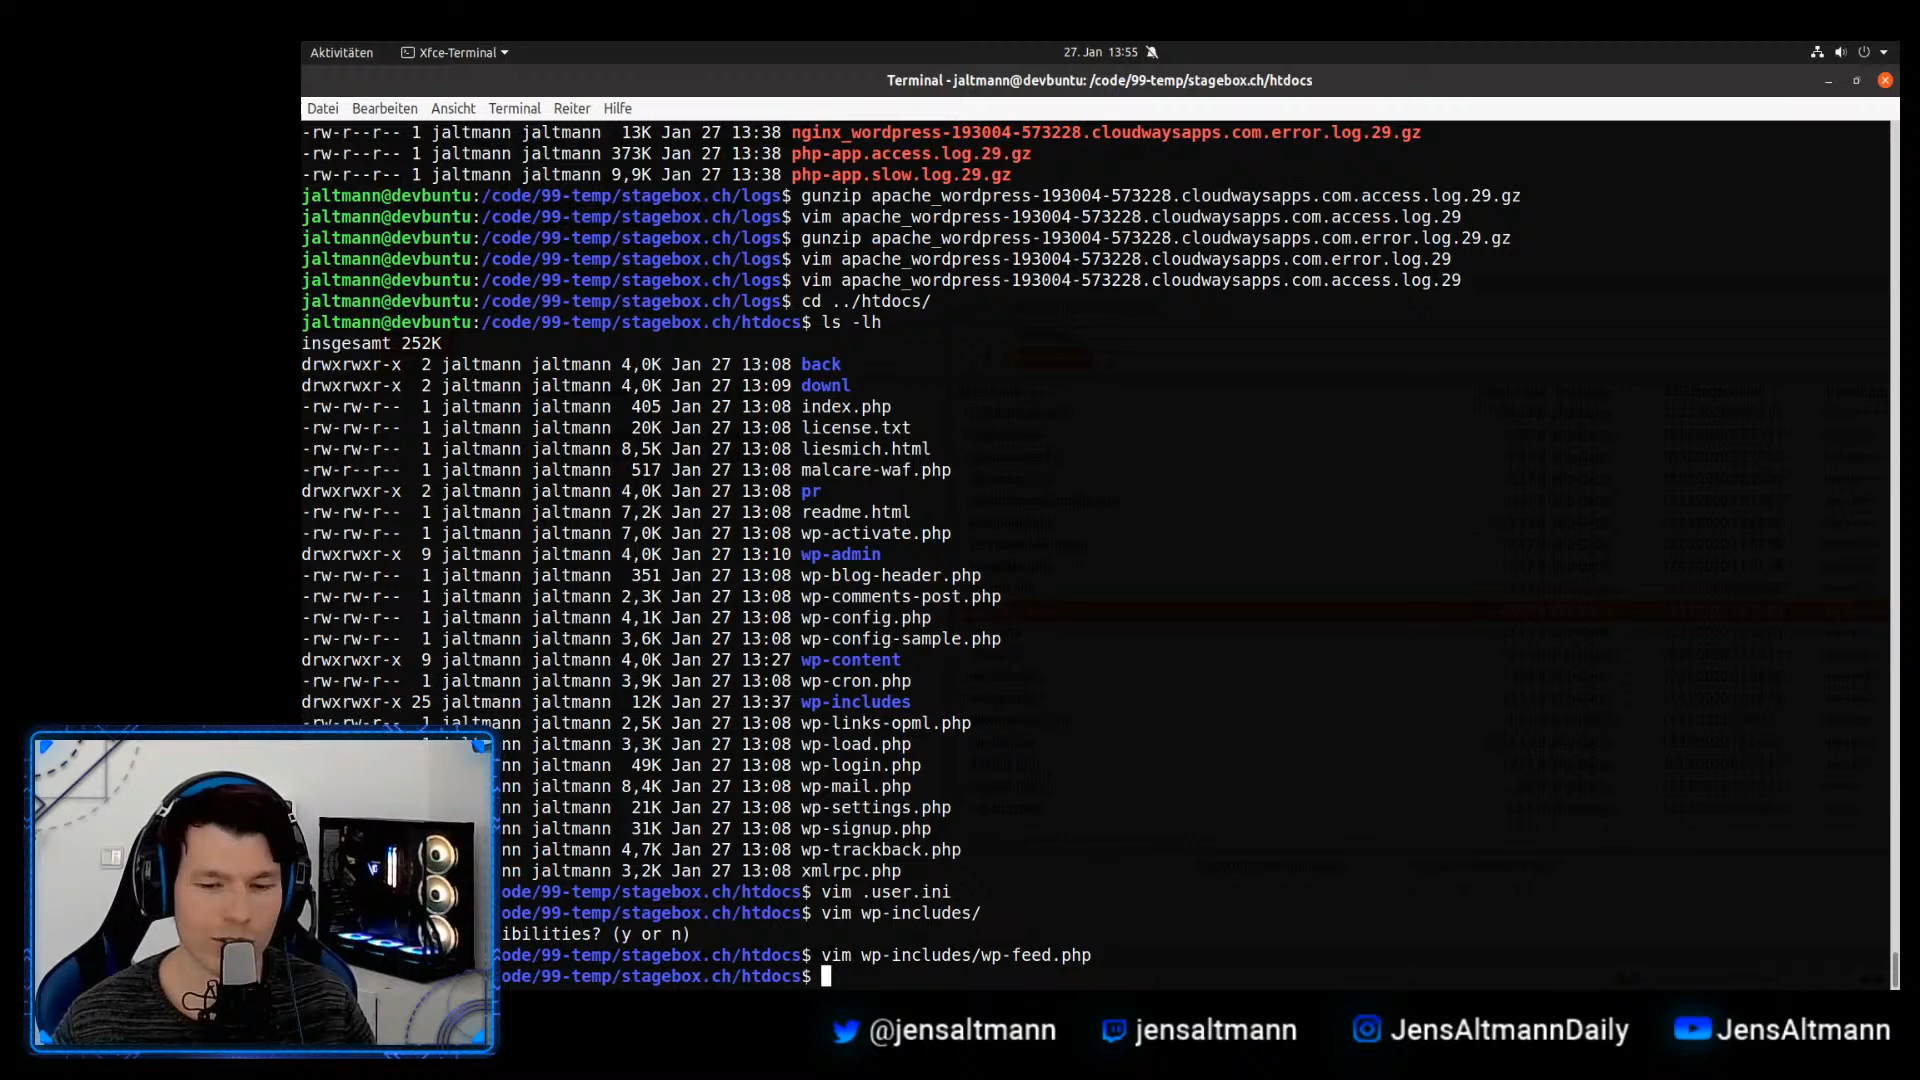 Aktivitäten Xfce-Terminal 27. Jan 13:55
Terminal - jaltmann@devbuntu: /code/99-temp/stagebox.ch/htdocs
Datei Bearbeiten Ansicht Terminal Reiter Hilfe
-rw-r--r-- 1 jaltmann jaltmann  13K Jan 27 13:38 nginx_wordpress-193004-573228.cloudwaysapps.com.error.log.29.gz
-rw-r--r-- 1 jaltmann jaltmann 373K Jan 27 13:38 php-app.access.log.29.gz
-rw-r--r-- 1 jaltmann jaltmann 9,9K Jan 27 13:38 php-app.slow.log.29.gz
jaltmann@devbuntu:/code/99-temp/stagebox.ch/logs$ gunzip apache_wordpress-193004-573228.cloudwaysapps.com.access.log.29.gz
jaltmann@devbuntu:/code/99-temp/stagebox.ch/logs$ vim apache_wordpress-193004-573228.cloudwaysapps.com.access.log.29
jaltmann@devbuntu:/code/99-temp/stagebox.ch/logs$ gunzip apache_wordpress-193004-573228.cloudwaysapps.com.error.log.29.gz
jaltmann@devbuntu:/code/99-temp/stagebox.ch/logs$ vim apache_wordpress-193004-573228.cloudwaysapps.com.error.log.29
jaltmann@devbuntu:/code/99-temp/stagebox.ch/logs$ vim apache_wordpress-193004-573228.cloudwaysapps.com.access.log.29
jaltmann@devbuntu:/code/99-temp/stagebox.ch/logs$ cd ../htdocs/
jaltmann@devbuntu:/code/99-temp/stagebox.ch/htdocs$ ls -lh
insgesamt 252K
drwxrwxr-x  2 jaltmann jaltmann 4,0K Jan 27 13:08 back
drwxrwxr-x  2 jaltmann jaltmann 4,0K Jan 27 13:09 downl
-rw-rw-r--  1 jaltmann jaltmann  405 Jan 27 13:08 index.php
-rw-rw-r--  1 jaltmann jaltmann  20K Jan 27 13:08 license.txt
-rw-rw-r--  1 jaltmann jaltmann 8,5K Jan 27 13:08 liesmich.html
-rw-rw-r--  1 jaltmann jaltmann  517 Jan 27 13:08 malcare-waf.php
drwxrwxr-x  2 jaltmann jaltmann 4,0K Jan 27 13:08 pr
-rw-rw-r--  1 jaltmann jaltmann 7,2K Jan 27 13:08 readme.html
-rw-rw-r--  1 jaltmann jaltmann 7,0K Jan 27 13:08 wp-activate.php
drwxrwxr-x  9 jaltmann jaltmann 4,0K Jan 27 13:10 wp-admin
-rw-rw-r--  1 jaltmann jaltmann  351 Jan 27 13:08 wp-blog-header.php
-rw-rw-r--  1 jaltmann jaltmann 2,3K Jan 27 13:08 wp-comments-post.php
-rw-rw-r--  1 jaltmann jaltmann 4,1K Jan 27 13:08 wp-config.php
-rw-rw-r--  1 jaltmann jaltmann 3,6K Jan 27 13:08 wp-config-sample.php
drwxrwxr-x  9 jaltmann jaltmann 4,0K Jan 27 13:27 wp-content
-rw-rw-r--  1 jaltmann jaltmann 3,9K Jan 27 13:08 wp-cron.php
drwxrwxr-x 25 jaltmann jaltmann  12K Jan 27 13:37 wp-includes
-rw-rw-r--  1 jaltmann jaltmann 2,5K Jan 27 13:08 wp-links-opml.php
nn jaltmann 3,3K Jan 27 13:08 wp-load.php
nn jaltmann  49K Jan 27 13:08 wp-login.php
nn jaltmann 8,4K Jan 27 13:08 wp-mail.php
nn jaltmann  21K Jan 27 13:08 wp-settings.php
nn jaltmann  31K Jan 27 13:08 wp-signup.php
nn jaltmann 4,7K Jan 27 13:08 wp-trackback.php
nn jaltmann 3,2K Jan 27 13:08 xmlrpc.php
ode/99-temp/stagebox.ch/htdocs$ vim .user.ini
ode/99-temp/stagebox.ch/htdocs$ vim wp-includes/
ibilities? (y or n)
ode/99-temp/stagebox.ch/htdocs$ vim wp-includes/wp-feed.php
ode/99-temp/stagebox.ch/htdocs$
@jensaltmann jensaltmann JensAltmannDaily JensAltmann